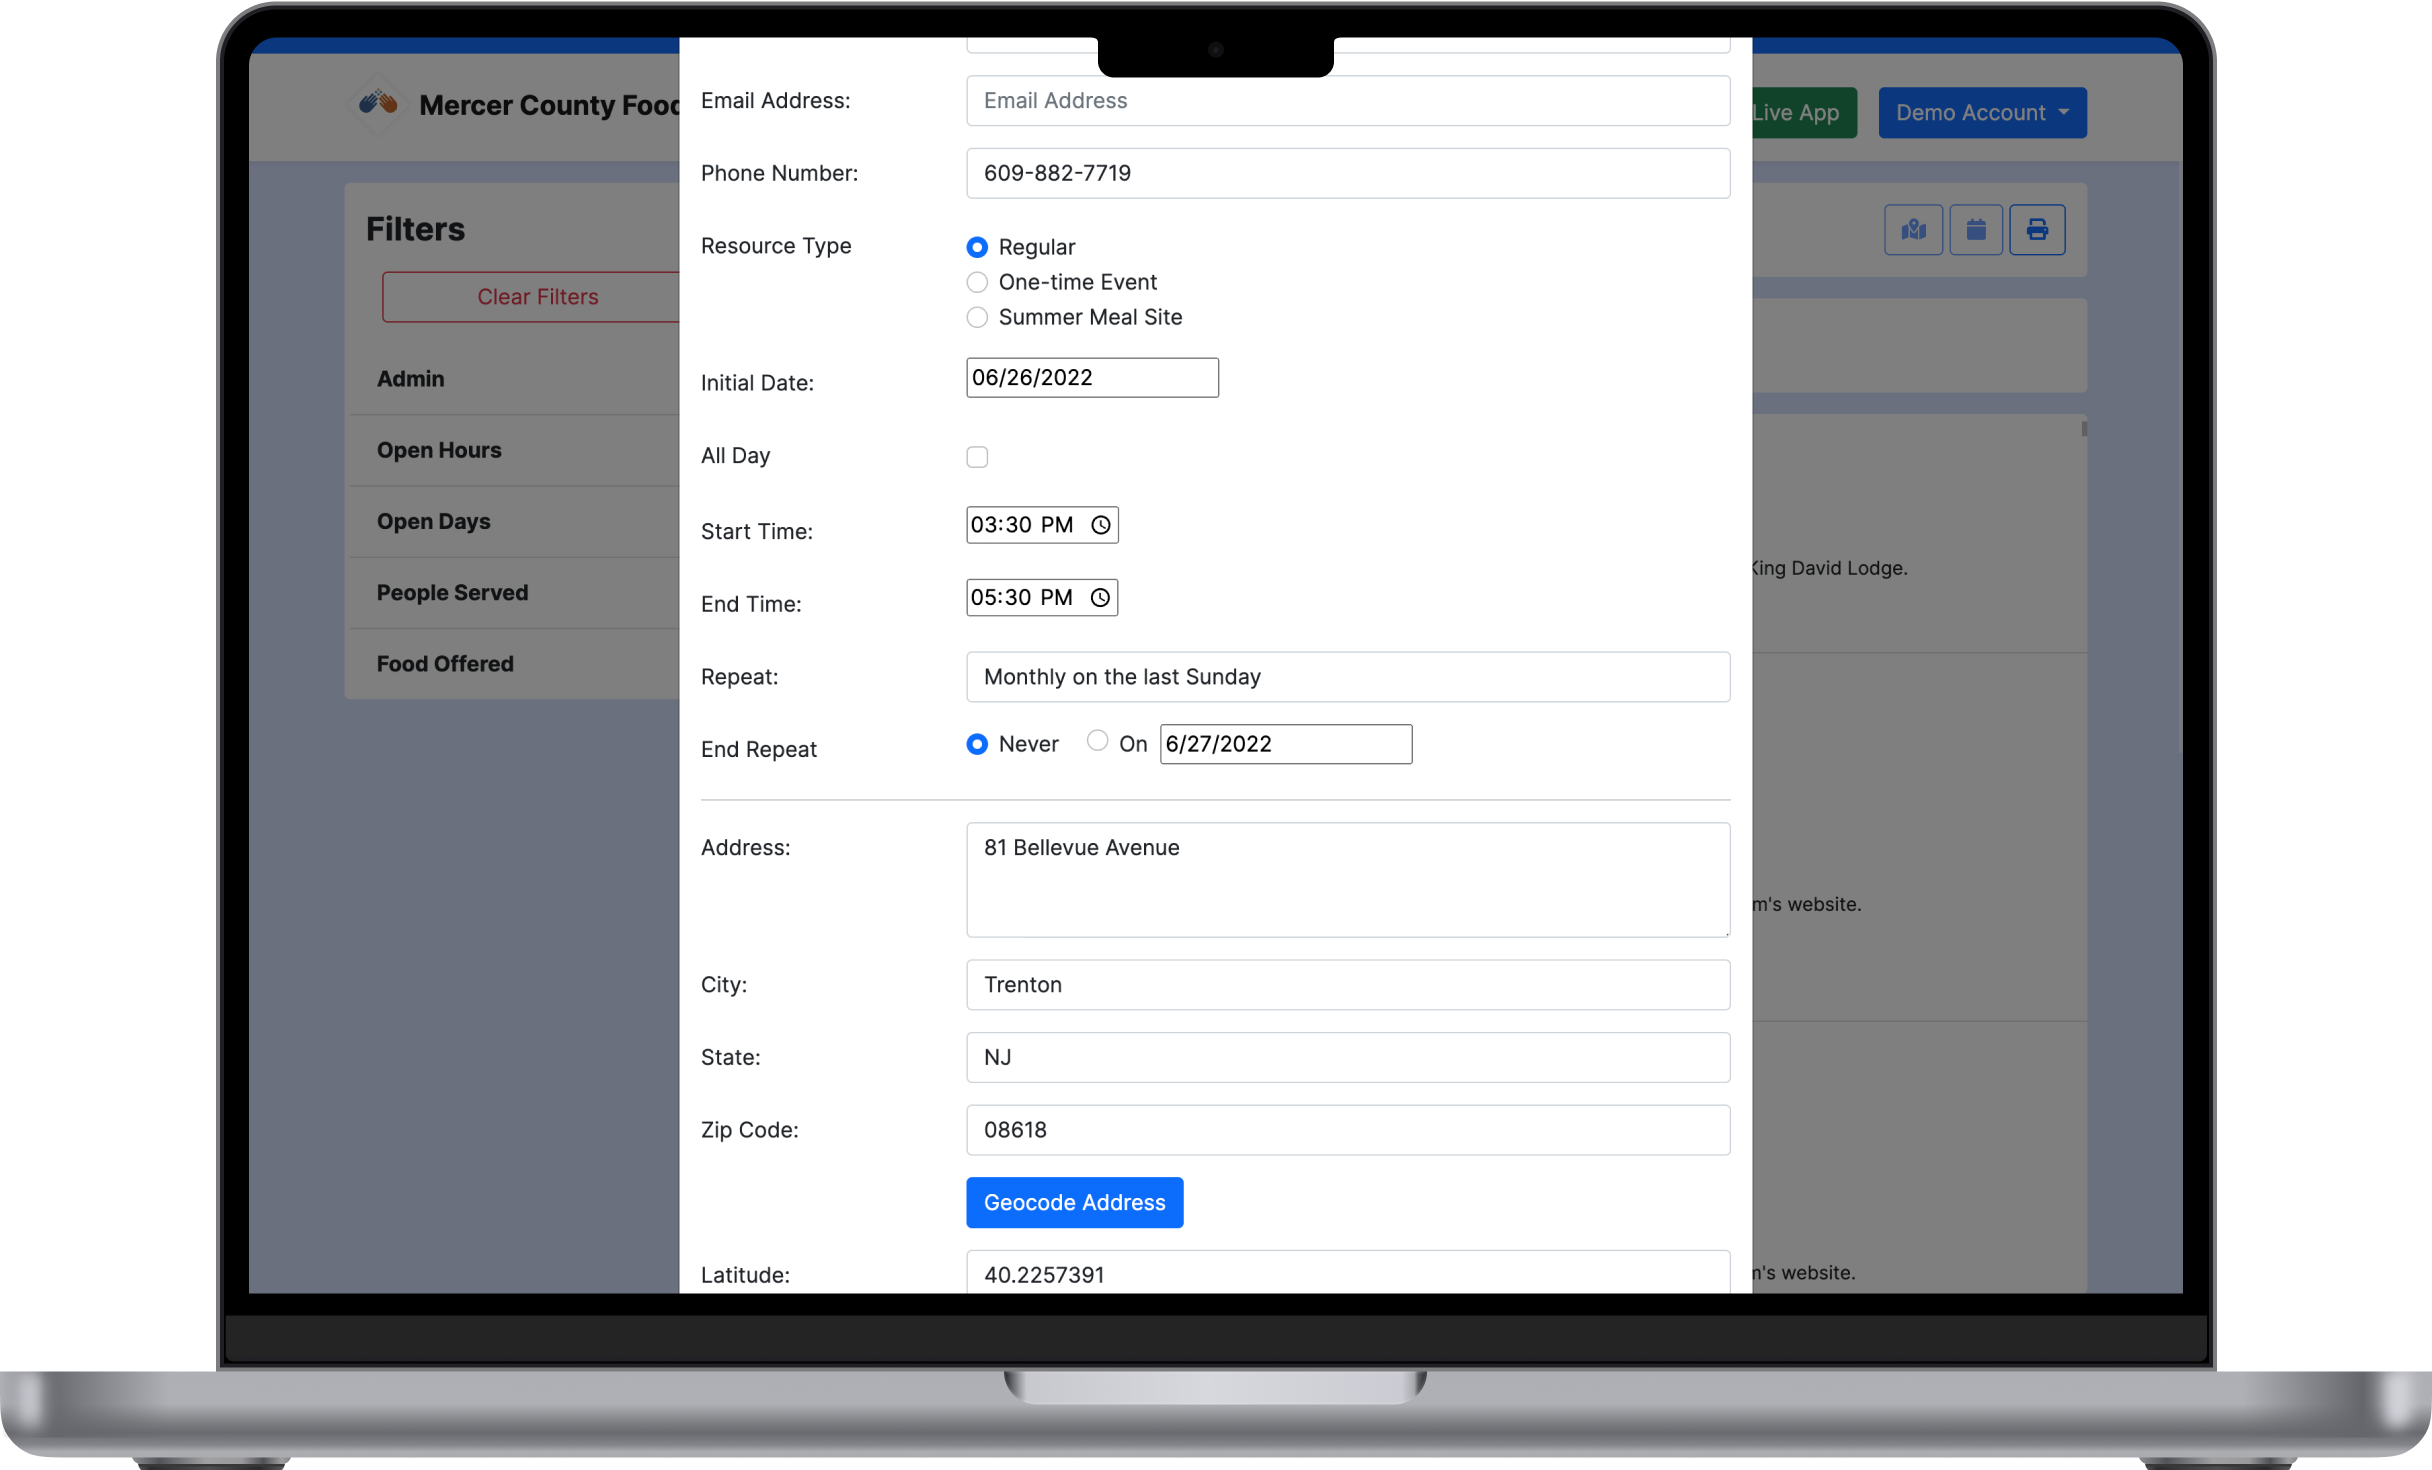 Mercer County Food
Live App
Demo Account
Filters
Clear Filters
Admin
Open Hours
Open Days
People Served
Food Offered
Email Address: Email Address
Phone Number: 609-882-7719
Resource Type Regular
One-time Event
Summer Meal Site
Initial Date: 06/26/2022
All Day
Start Time: 03:30 PM
End Time: 05:30 PM
Repeat: Monthly on the last Sunday
End Repeat Never On 6/27/2022
Address: 81 Bellevue Avenue
City: Trenton
State: NJ
Zip Code: 08618
Geocode Address
Latitude: 40.2257391
King David Lodge.
m's website.
m's website.